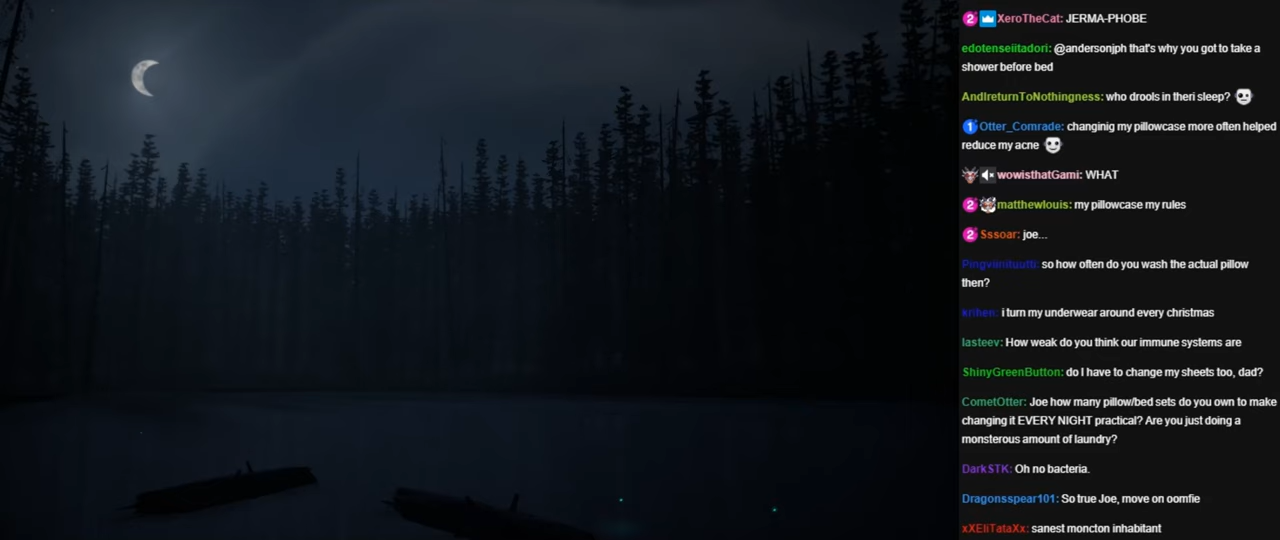 XeroTheCat: JERMA-PHOBE
edotenseiitadori: @andersonjph that's why you got to take a
shower before bed
AndIreturnToNothingness: who drools in theri sleep?
Otter_Comrade: changinig my pillowcase more often helped
reduce my acne
wowisthatGami: WHAT
matthewlouis: my pillowcase my rules
Sssoar: joe...
so how often do you wash the actual pillow
then?
krihen: i turn my underwear around every christmas
lasteev: How weak do you think our immune systems are
ShinyGreenButton: do I have to change my sheets too, dad?
CometOtter: Joe how many pillow/bed sets do you own to make
changing it EVERY NIGHT practical? Are you just doing a
monsterous amount of laundry?
DarkSTK: Oh no bacteria.
Dragonsspear101: So true Joe, move on oomfie
xXEliTataXx: sanest moncton inhabitant